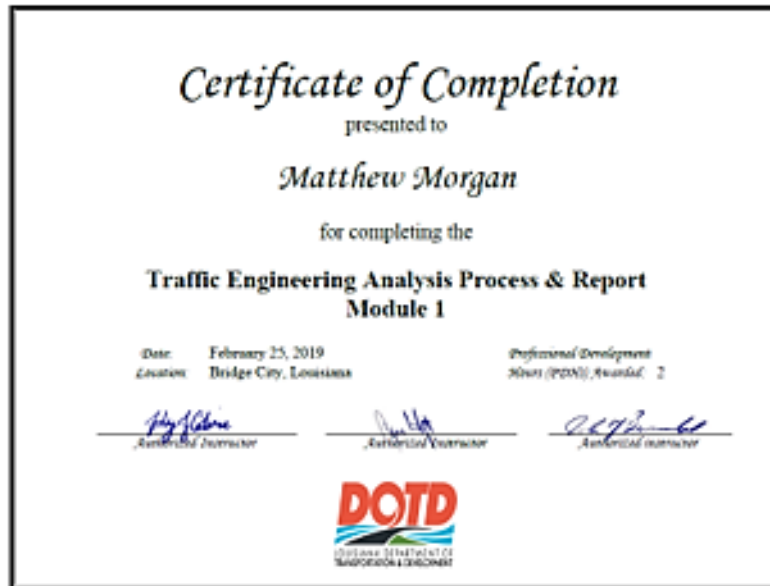 Certificate of Completion
presented to
Matthew Morgan
for completing the
Traffic Engineering Analysis Process & Report
Module 1
Date: February 25, 2019
Location: Bridge City, Louisiana
Professional Development
Hours (PDH) Awarded: 2
Authorized Instructor
Authorized Instructor
Authorized Instructor
DOTD
LOUISIANA DEPARTMENT OF
TRANSPORTATION & DEVELOPMENT